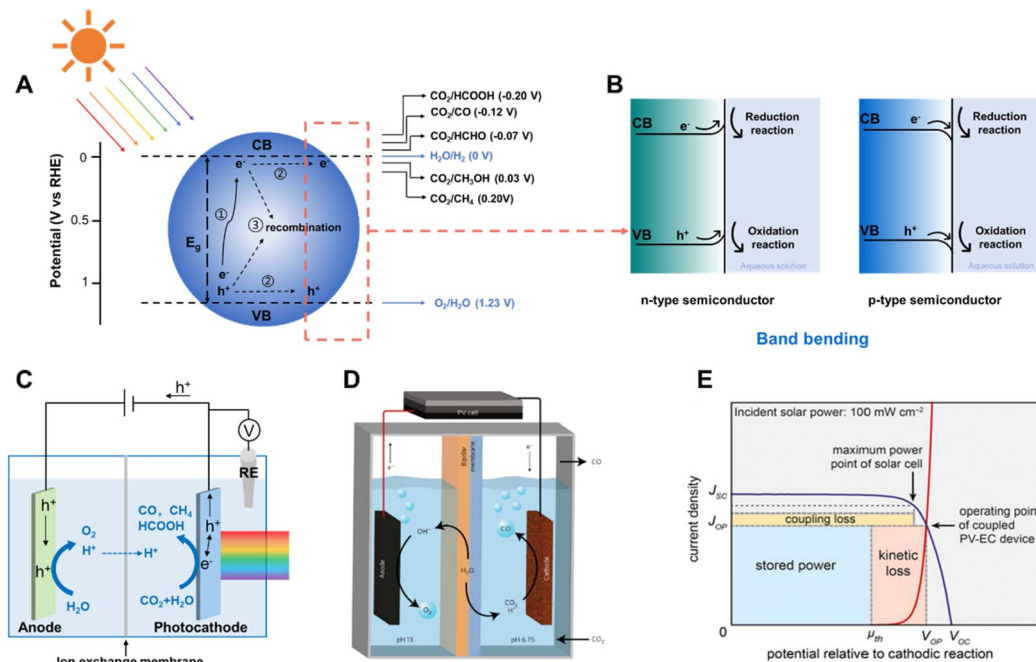 A
Potential (V vs RHE)
0
0.5
1
CB
e-
②
e-
①
③
recombination
Eg
e-
h+
②
h+
VB
CO2/HCOOH (-0.20 V)
CO2/CO (-0.12 V)
CO2/HCHO (-0.07 V)
H2O/H2 (0 V)
CO2/CH3OH (0.03 V)
CO2/CH4 (0.20V)
O2/H2O (1.23 V)
B
CB
e-
Reduction
reaction
VB
h+
Oxidation
reaction
Aqueous solution
n-type semiconductor
CB
e-
Reduction
reaction
VB
h+
Oxidation
reaction
Aqueous solution
p-type semiconductor
Band bending
C
h+
V
RE
h+
h+
O2
H+
H+
H2O
CO, CH4
HCOOH
h+
e-
CO2+H2O
Anode
Photocathode
Ion exchange membrane
D
PV cell
e-
Bipolar
membrane
e-
CO
Anode
OH-
H2O
O2
CO
CO2
H+
Cathode
pH 13
pH 6.75
CO2
E
Incident solar power: 100 mW cm-2
maximum power
point of solar cell
JSC
JOP
coupling loss
operating point
of coupled
PV-EC device
stored power
kinetic
loss
current density
0
μth
VOP
VOC
potential relative to cathodic reaction